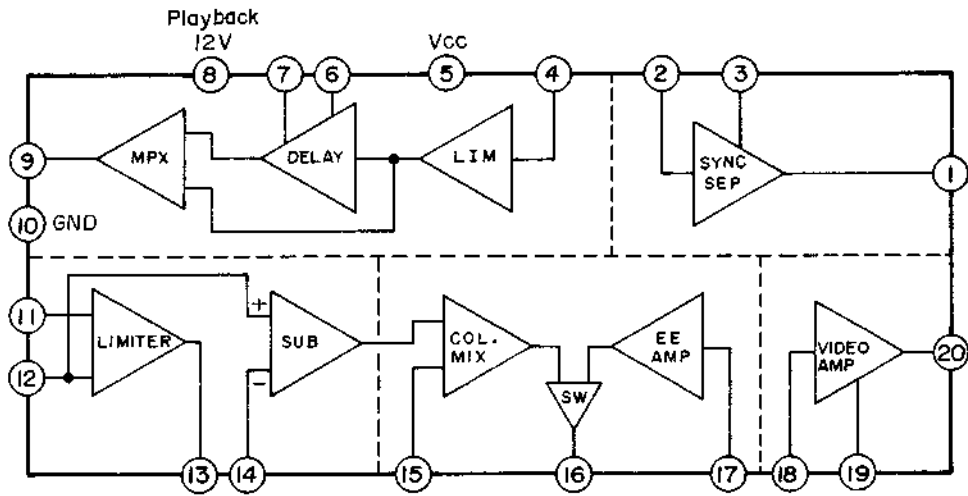 Playback
12V
Vcc
8
7
6
5
4
2
3
9
MPX
DELAY
LIM
SYNC
SEP
1
10 GND
11
LIMITER
+
SUB
−
COL.
MIX
EE
AMP
SW
VIDEO
AMP
20
12
13
14
15
16
17
18
19